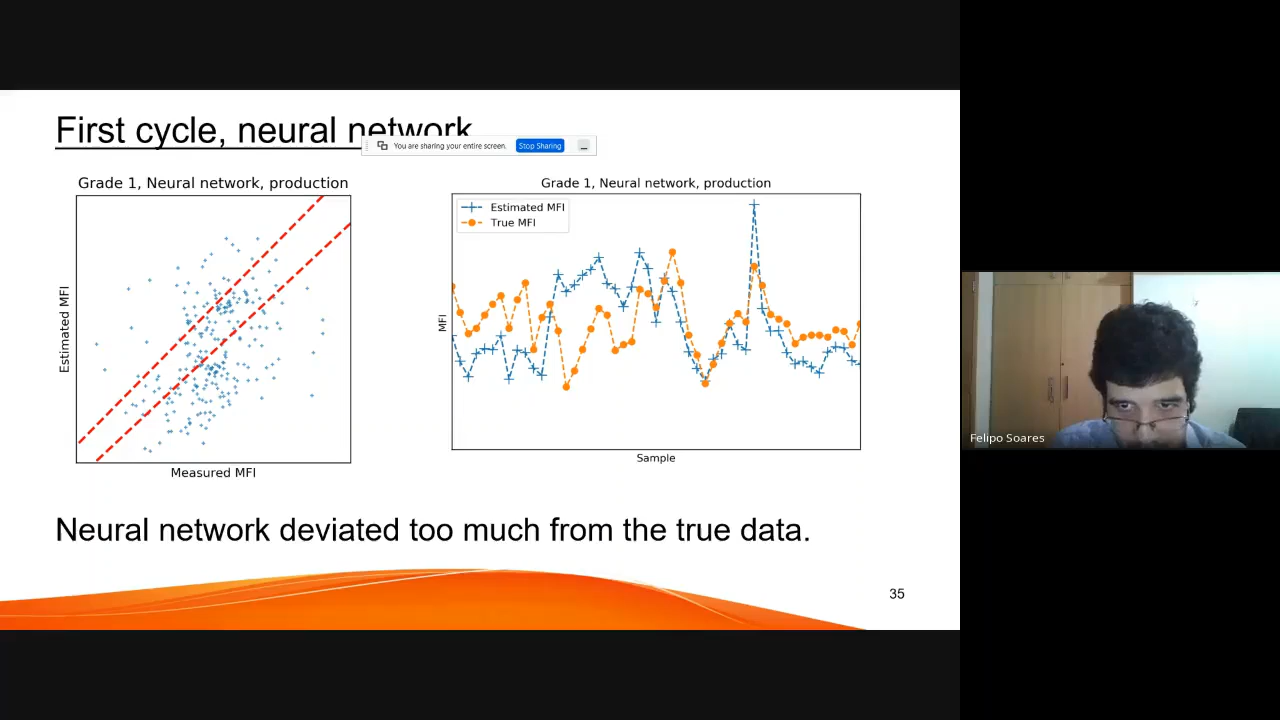 First cycle, neural network
You are sharing your entire screen.
Stop Sharing
Grade 1, Neural network, production
Estimated MFI
Measured MFI
Grade 1, Neural network, production
Estimated MFI
True MFI
MFI
Sample
Felipo Soares
Neural network deviated too much from the true data.
35